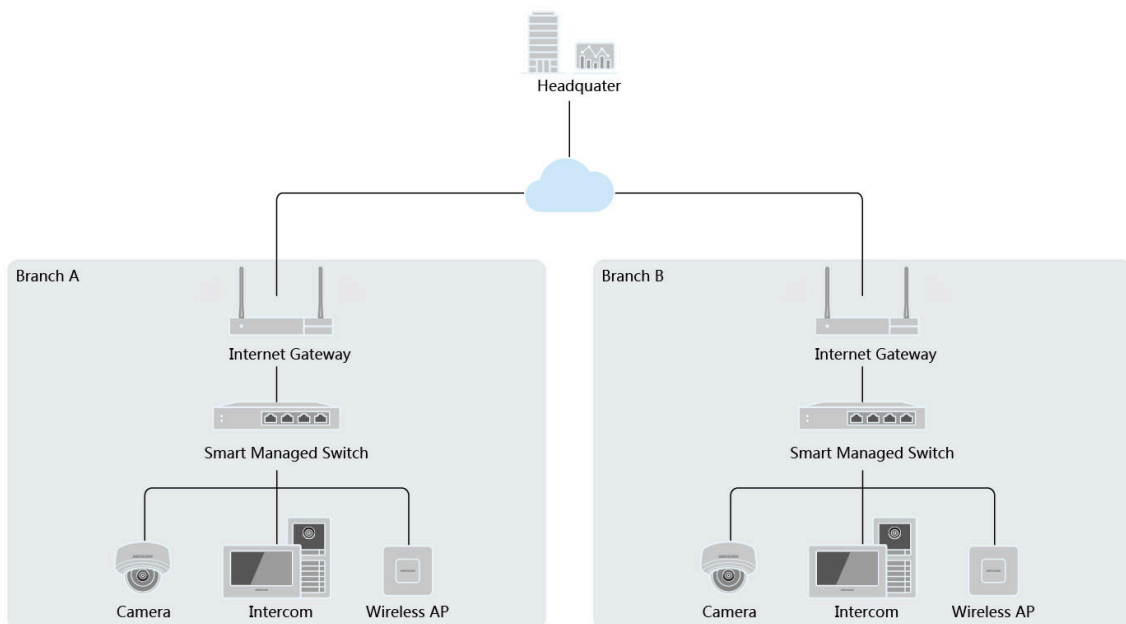 Headquater
Branch A
Branch B
Internet Gateway
Internet Gateway
Smart Managed Switch
Smart Managed Switch
Camera
Intercom
Wireless AP
Camera
Intercom
Wireless AP